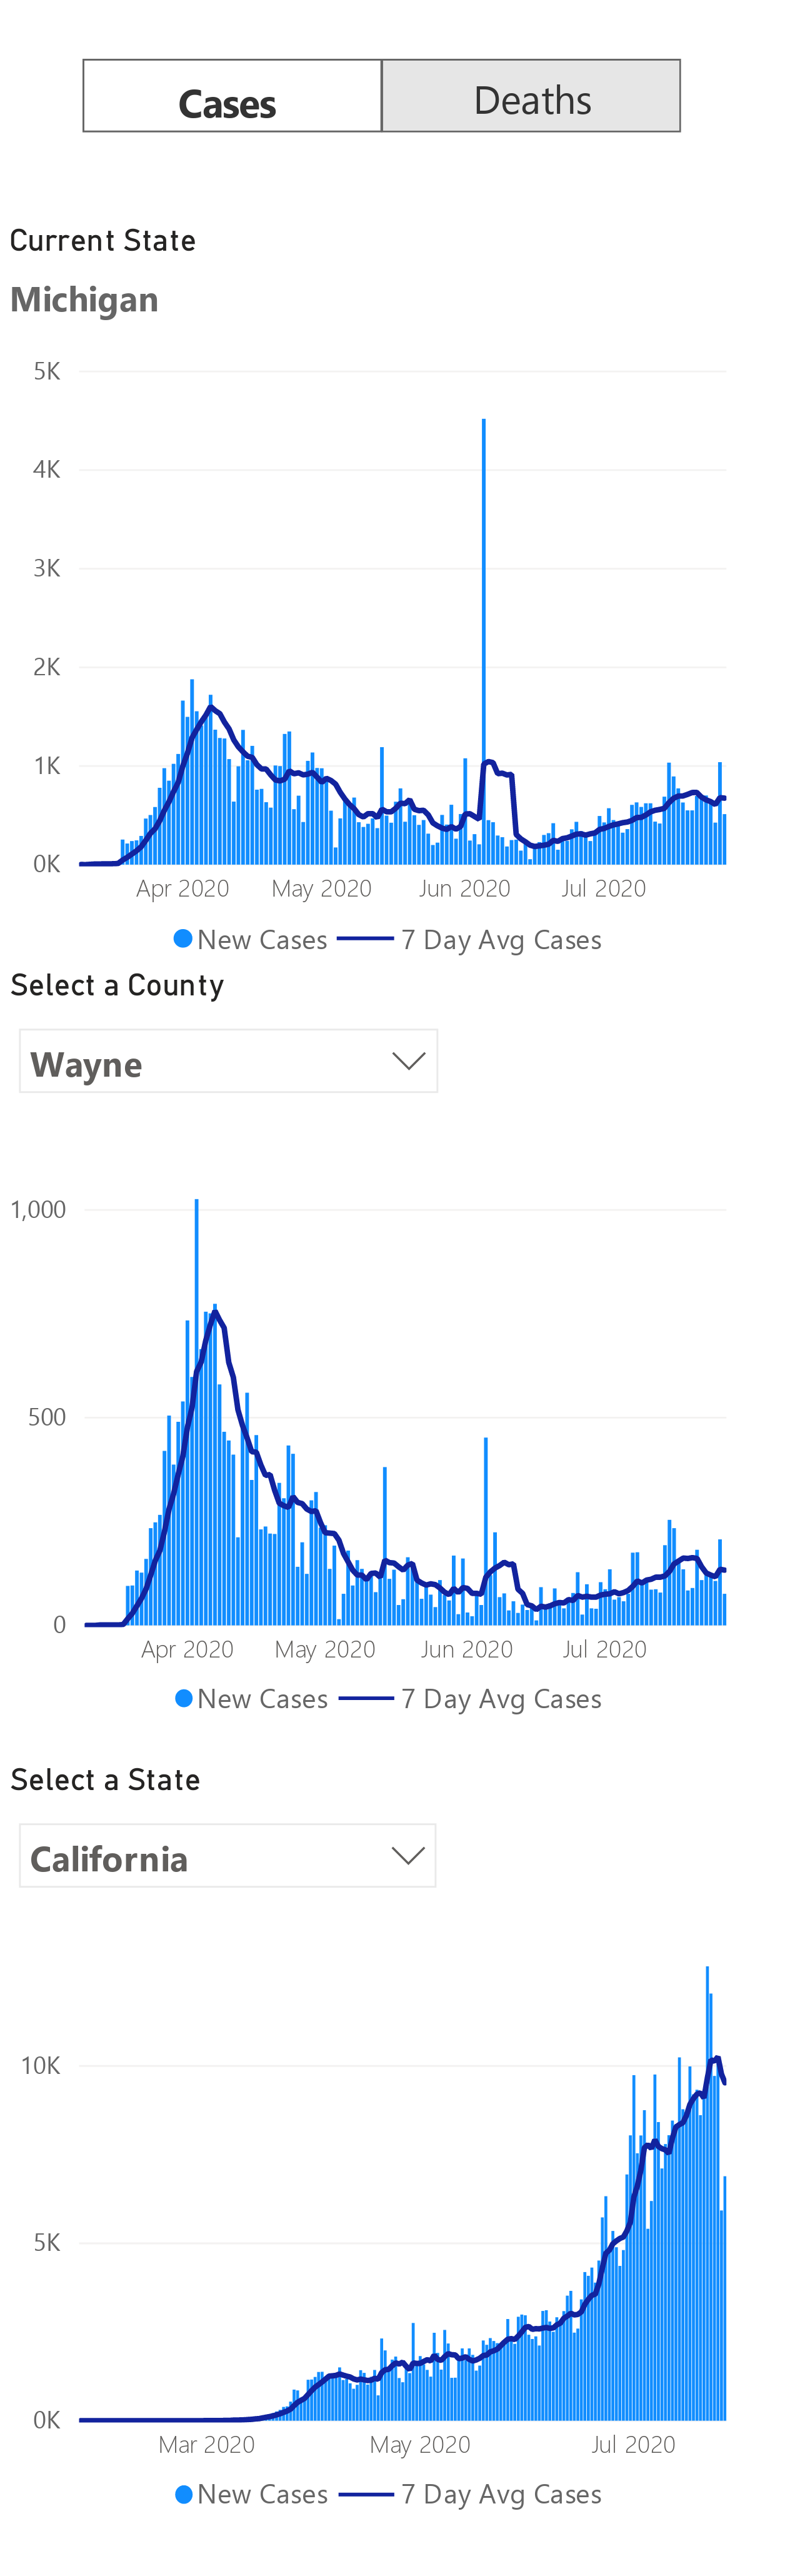 Cases Deaths
Current State
Michigan
5K
4K
3K
2K
1K
0K
Apr 2020 May 2020 Jun 2020 Jul 2020
New Cases 7 Day Avg Cases
Select a County
Wayne
1,000
500
0
Apr 2020 May 2020 Jun 2020 Jul 2020
New Cases 7 Day Avg Cases
Select a State
California
10K
5K
0K
Mar 2020 May 2020 Jul 2020
New Cases 7 Day Avg Cases